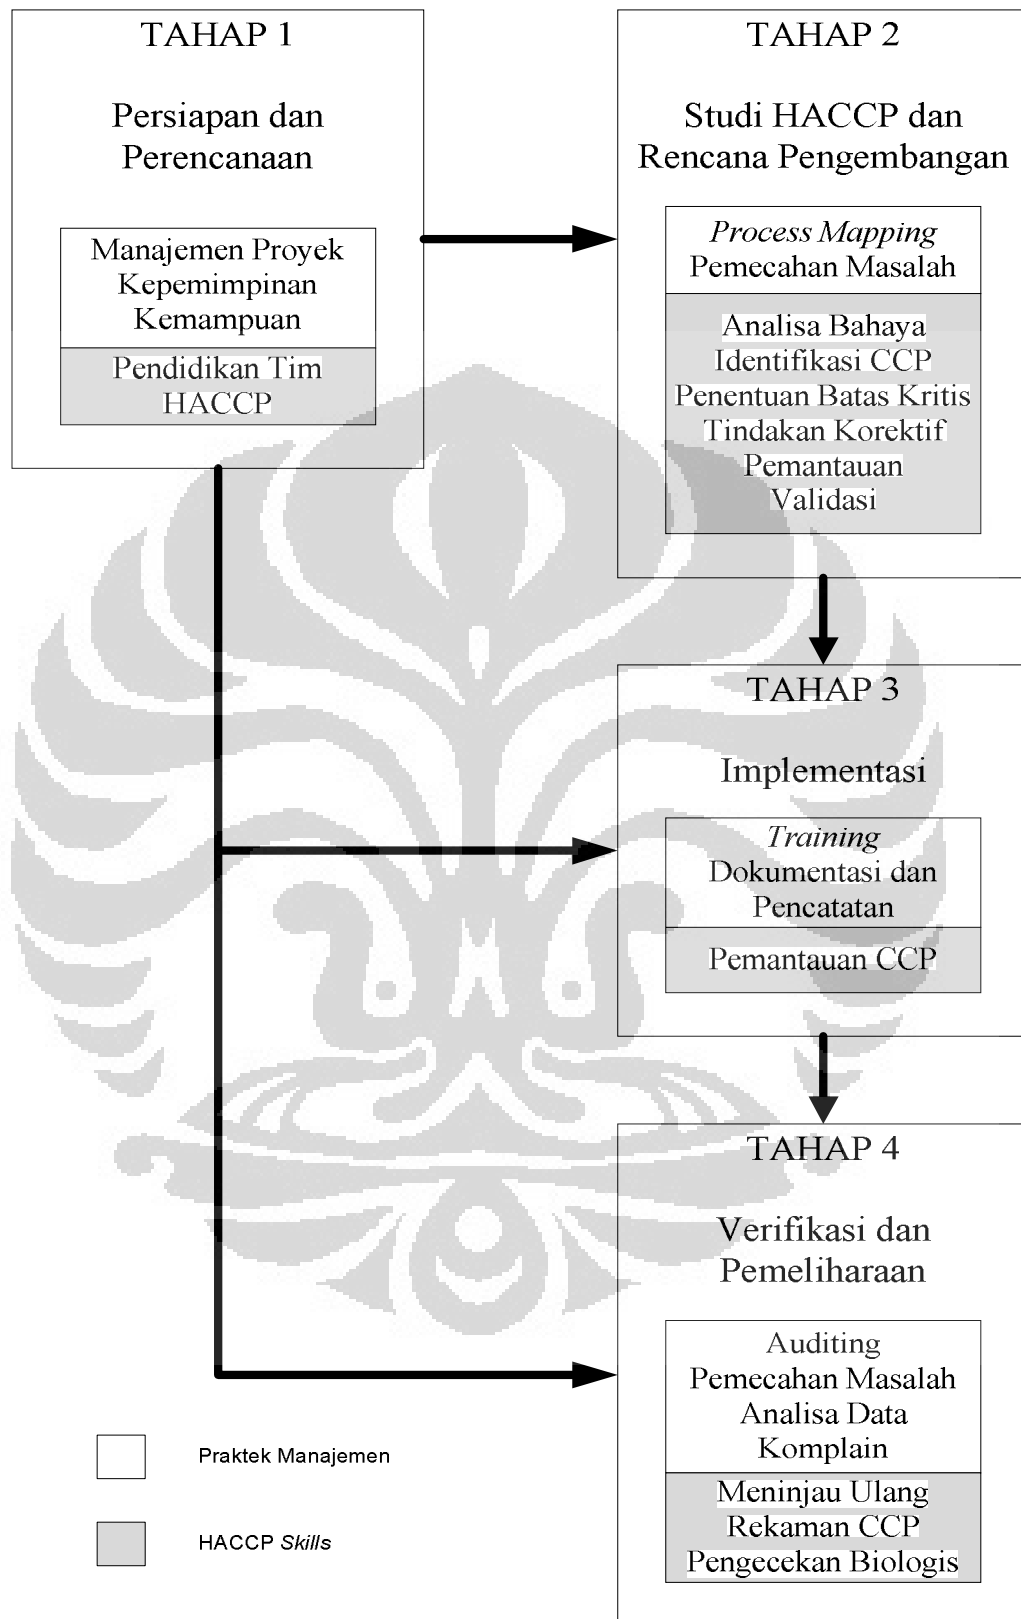 TAHAP 1
Persiapan dan
Perencanaan
Manajemen Proyek
Kepemimpinan
Kemampuan
Pendidikan Tim
HACCP
TAHAP 2
Studi HACCP dan
Rencana Pengembangan
Process Mapping
Pemecahan Masalah
Analisa Bahaya
Identifikasi CCP
Penentuan Batas Kritis
Tindakan Korektif
Pemantauan
Validasi
TAHAP 3
Implementasi
Training
Dokumentasi dan
Pencatatan
Pemantauan CCP
TAHAP 4
Verifikasi dan
Pemeliharaan
Auditing
Pemecahan Masalah
Analisa Data
Komplain
Meninjau Ulang
Rekaman CCP
Pengecekan Biologis
Praktek Manajemen
HACCP Skills